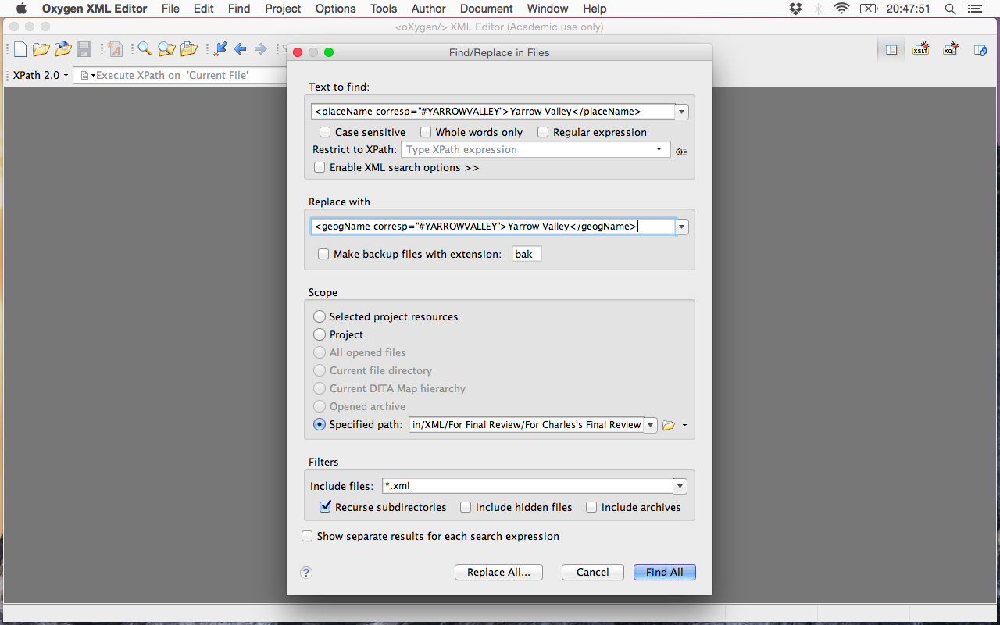 Oxygen XML Editor File Edit Find Project Options Tools Author Document Window Help 20:47:51
<oXygen/> XML Editor (Academic use only)
Find/Replace in Files
XSLT XQ
XPath 2.0 Execute XPath on 'Current File'
Text to find:
<placeName corresp="#YARROWVALLEY">Yarrow Valley</placeName>
Case sensitive Whole words only Regular expression
Restrict to XPath: Type XPath expression
Enable XML search options >>
Replace with
<geogName corresp="#YARROWVALLEY">Yarrow Valley</geogName>
Make backup files with extension: bak
Scope
Selected project resources
Project
All opened files
Current file directory
Current DITA Map hierarchy
Opened archive
Specified path: in/XML/For Final Review/For Charles's Final Review
Filters
Include files: *.xml
Recurse subdirectories Include hidden files Include archives
Show separate results for each search expression
? Replace All... Cancel Find All